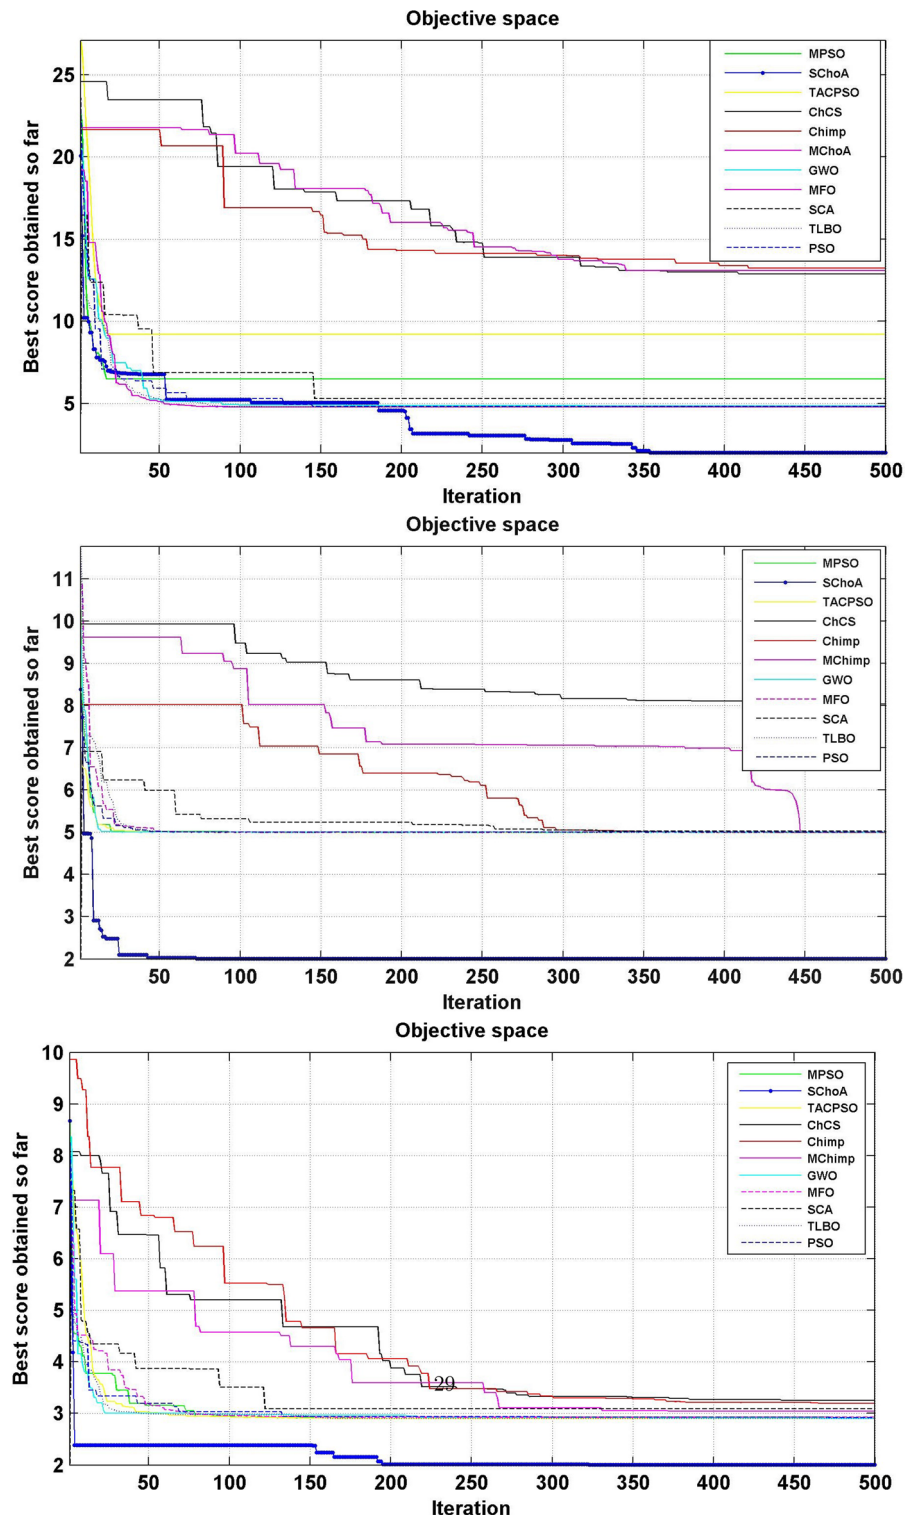 Objective space
Best score obtained so far
25
20
15
10
5
50 100 150 200 250 300 350 400 450 500
Iteration
MPSO
SChoA
TACPSO
ChCS
Chimp
MChoA
GWO
MFO
SCA
TLBO
PSO
Objective space
Best score obtained so far
11
10
9
8
7
6
5
4
3
2
50 100 150 200 250 300 350 400 450 500
Iteration
MPSO
SChoA
TACPSO
ChCS
Chimp
MChimp
GWO
MFO
SCA
TLBO
PSO
Objective space
Best score obtained so far
10
9
8
7
6
5
4
3
2
50 100 150 200 250 300 350 400 450 500
Iteration
MPSO
SChoA
TACPSO
ChCS
Chimp
MChimp
GWO
MFO
SCA
TLBO
PSO
29